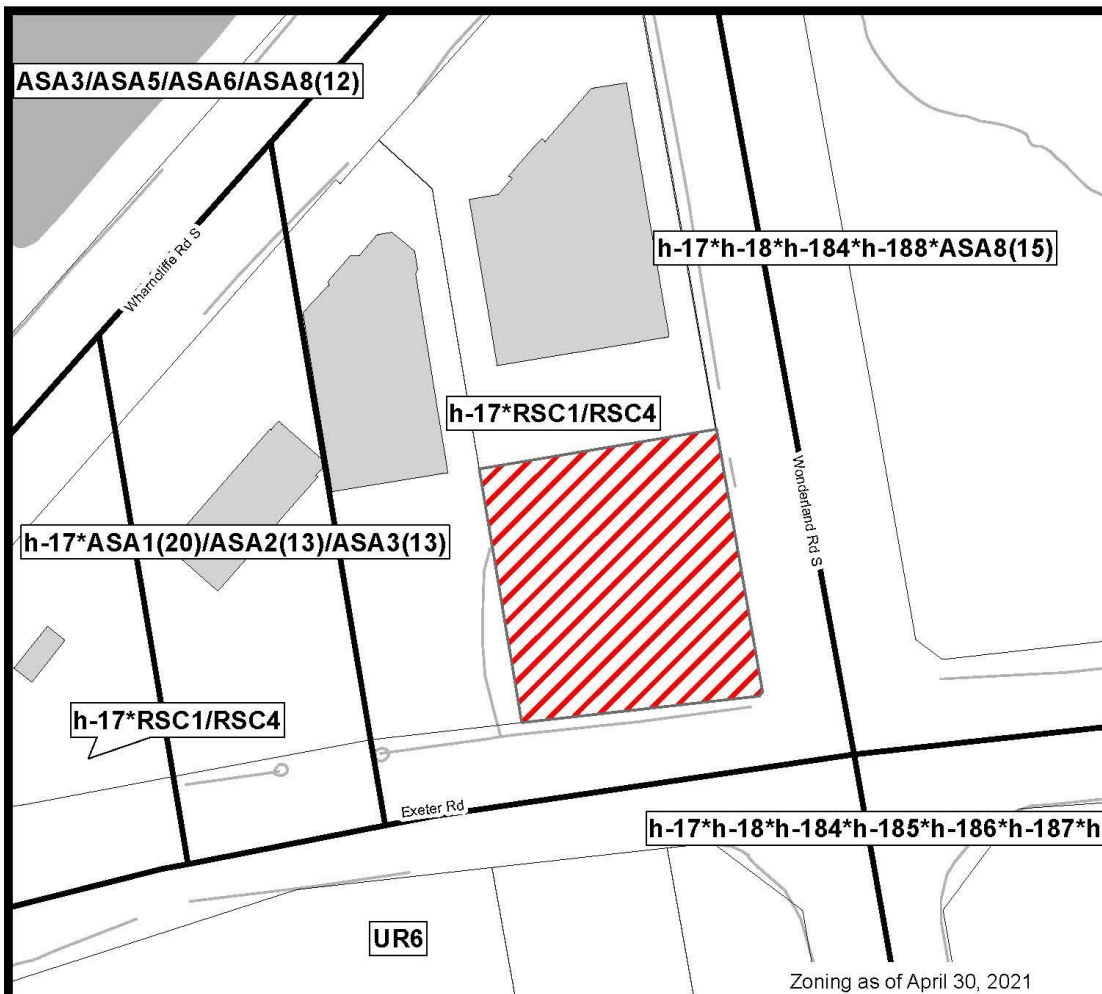 ASA3/ASA5/ASA6/ASA8(12)
Wharncliffe Rd S
h-17*h-18*h-184*h-188*ASA8(15)
h-17*RSC1/RSC4
Wonderland Rd S
h-17*ASA1(20)/ASA2(13)/ASA3(13)
h-17*RSC1/RSC4
Exeter Rd
h-17*h-18*h-184*h-185*h-186*h-187*h
UR6
Zoning as of April 30, 2021